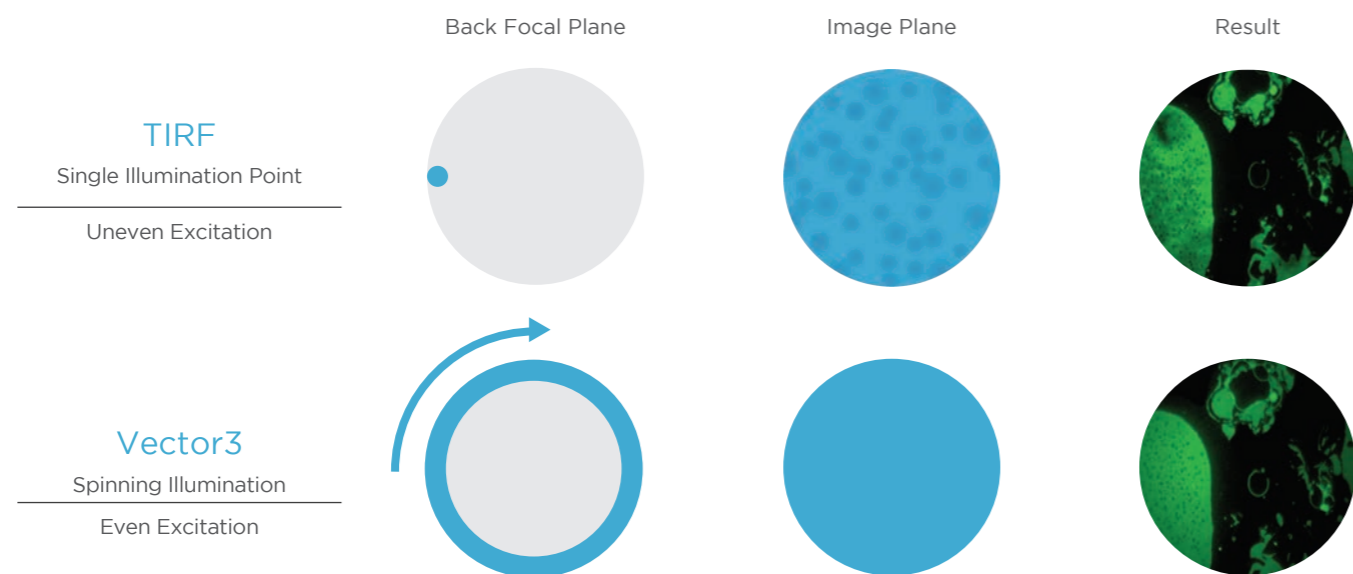 Back Focal Plane
Image Plane
Result
TIRF
Single Illumination Point
Uneven Excitation
Vector3
Spinning Illumination
Even Excitation